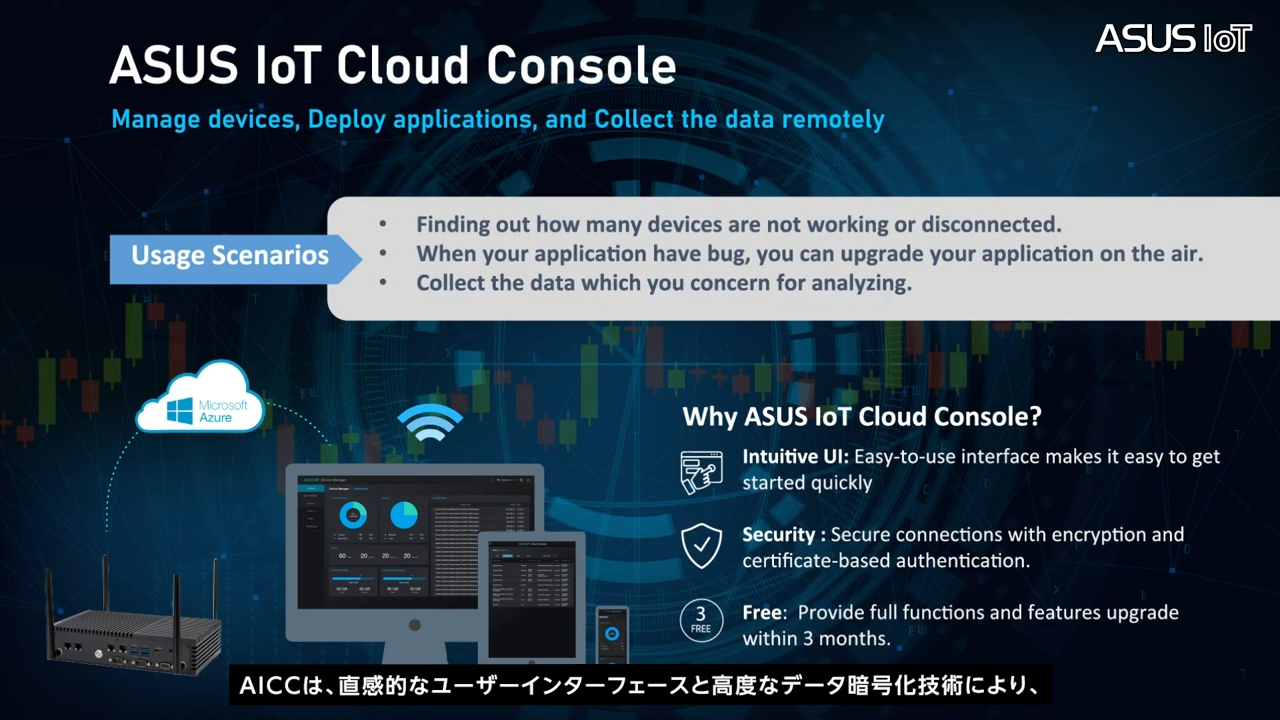 ASUS IoT
ASUS IoT Cloud Console
Manage devices, Deploy applications, and Collect the data remotely
Usage Scenarios
• Finding out how many devices are not working or disconnected.
• When your application have bug, you can upgrade your application on the air.
• Collect the data which you concern for analyzing.
Microsoft
Azure
Why ASUS IoT Cloud Console?
Intuitive UI: Easy-to-use interface makes it easy to get
started quickly
Security : Secure connections with encryption and
certificate-based authentication.
3
FREE
Free: Provide full functions and features upgrade
within 3 months.
AICCは、直感的なユーザーインターフェースと高度なデータ暗号化技術により、